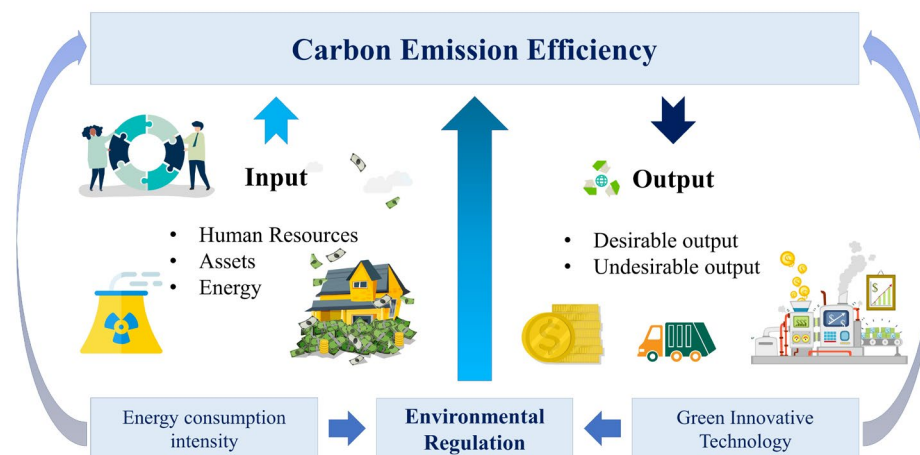 Carbon Emission Efficiency
Input
Output
• Human Resources
• Assets
• Energy
• Desirable output
• Undesirable output
Energy consumption
intensity
Environmental
Regulation
Green Innovative
Technology